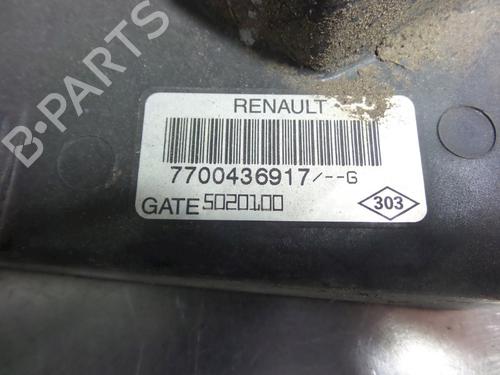 RENAULT
7700436917/--G
GATE 5020100
303
B-PARTS